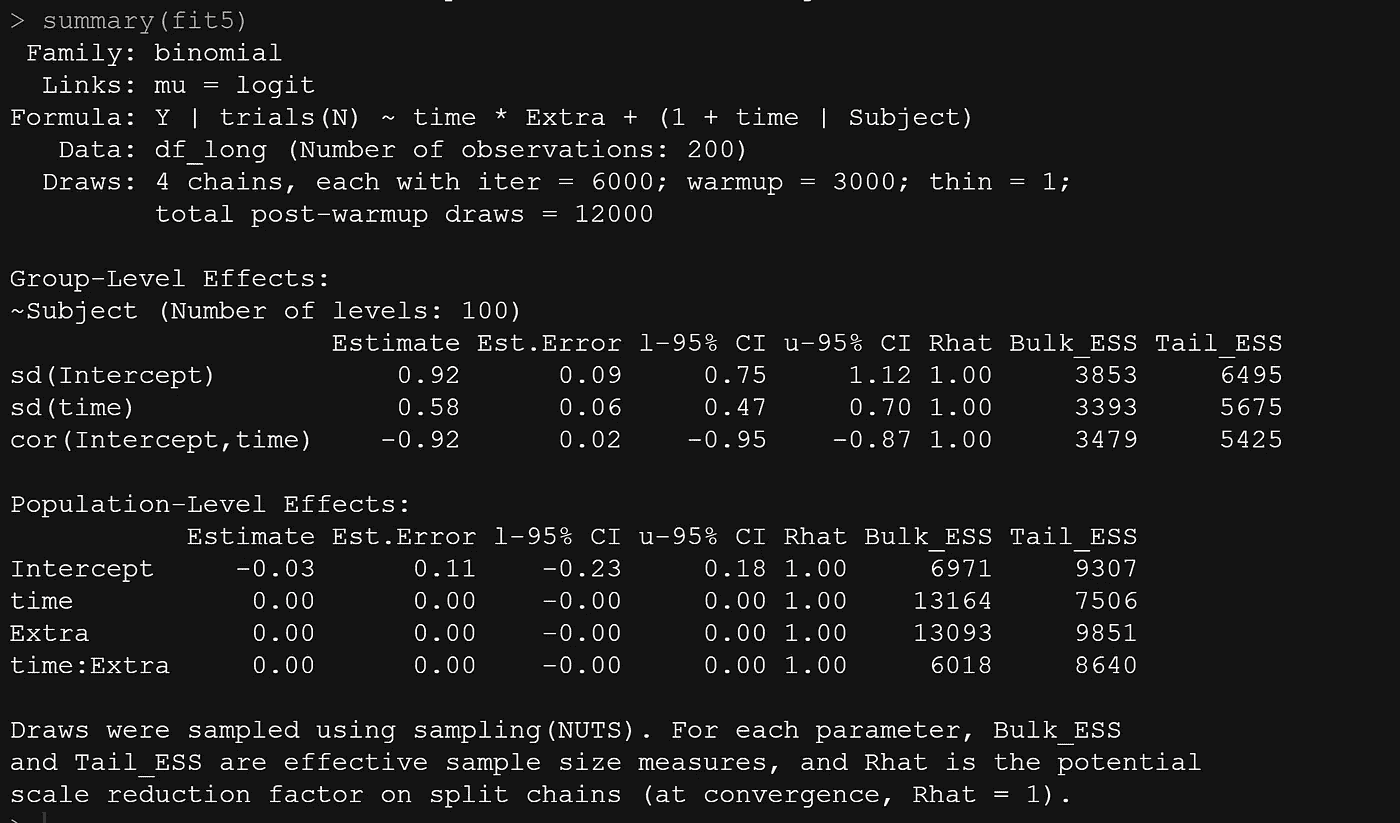 > summary(fit5)
 Family: binomial
  Links: mu = logit
Formula: Y | trials(N) ~ time * Extra + (1 + time | Subject)
   Data: df_long (Number of observations: 200)
  Draws: 4 chains, each with iter = 6000; warmup = 3000; thin = 1;
         total post-warmup draws = 12000

Group-Level Effects:
~Subject (Number of levels: 100)
                    Estimate Est.Error l-95% CI u-95% CI Rhat Bulk_ESS Tail_ESS
sd(Intercept)           0.92      0.09     0.75     1.12 1.00     3853     6495
sd(time)                0.58      0.06     0.47     0.70 1.00     3393     5675
cor(Intercept,time)    -0.92      0.02    -0.95    -0.87 1.00     3479     5425

Population-Level Effects:
           Estimate Est.Error l-95% CI u-95% CI Rhat Bulk_ESS Tail_ESS
Intercept     -0.03      0.11    -0.23     0.18 1.00     6971     9307
time           0.00      0.00    -0.00     0.00 1.00    13164     7506
Extra          0.00      0.00    -0.00     0.00 1.00    13093     9851
time:Extra     0.00      0.00    -0.00     0.00 1.00     6018     8640

Draws were sampled using sampling(NUTS). For each parameter, Bulk_ESS
and Tail_ESS are effective sample size measures, and Rhat is the potential
scale reduction factor on split chains (at convergence, Rhat = 1).